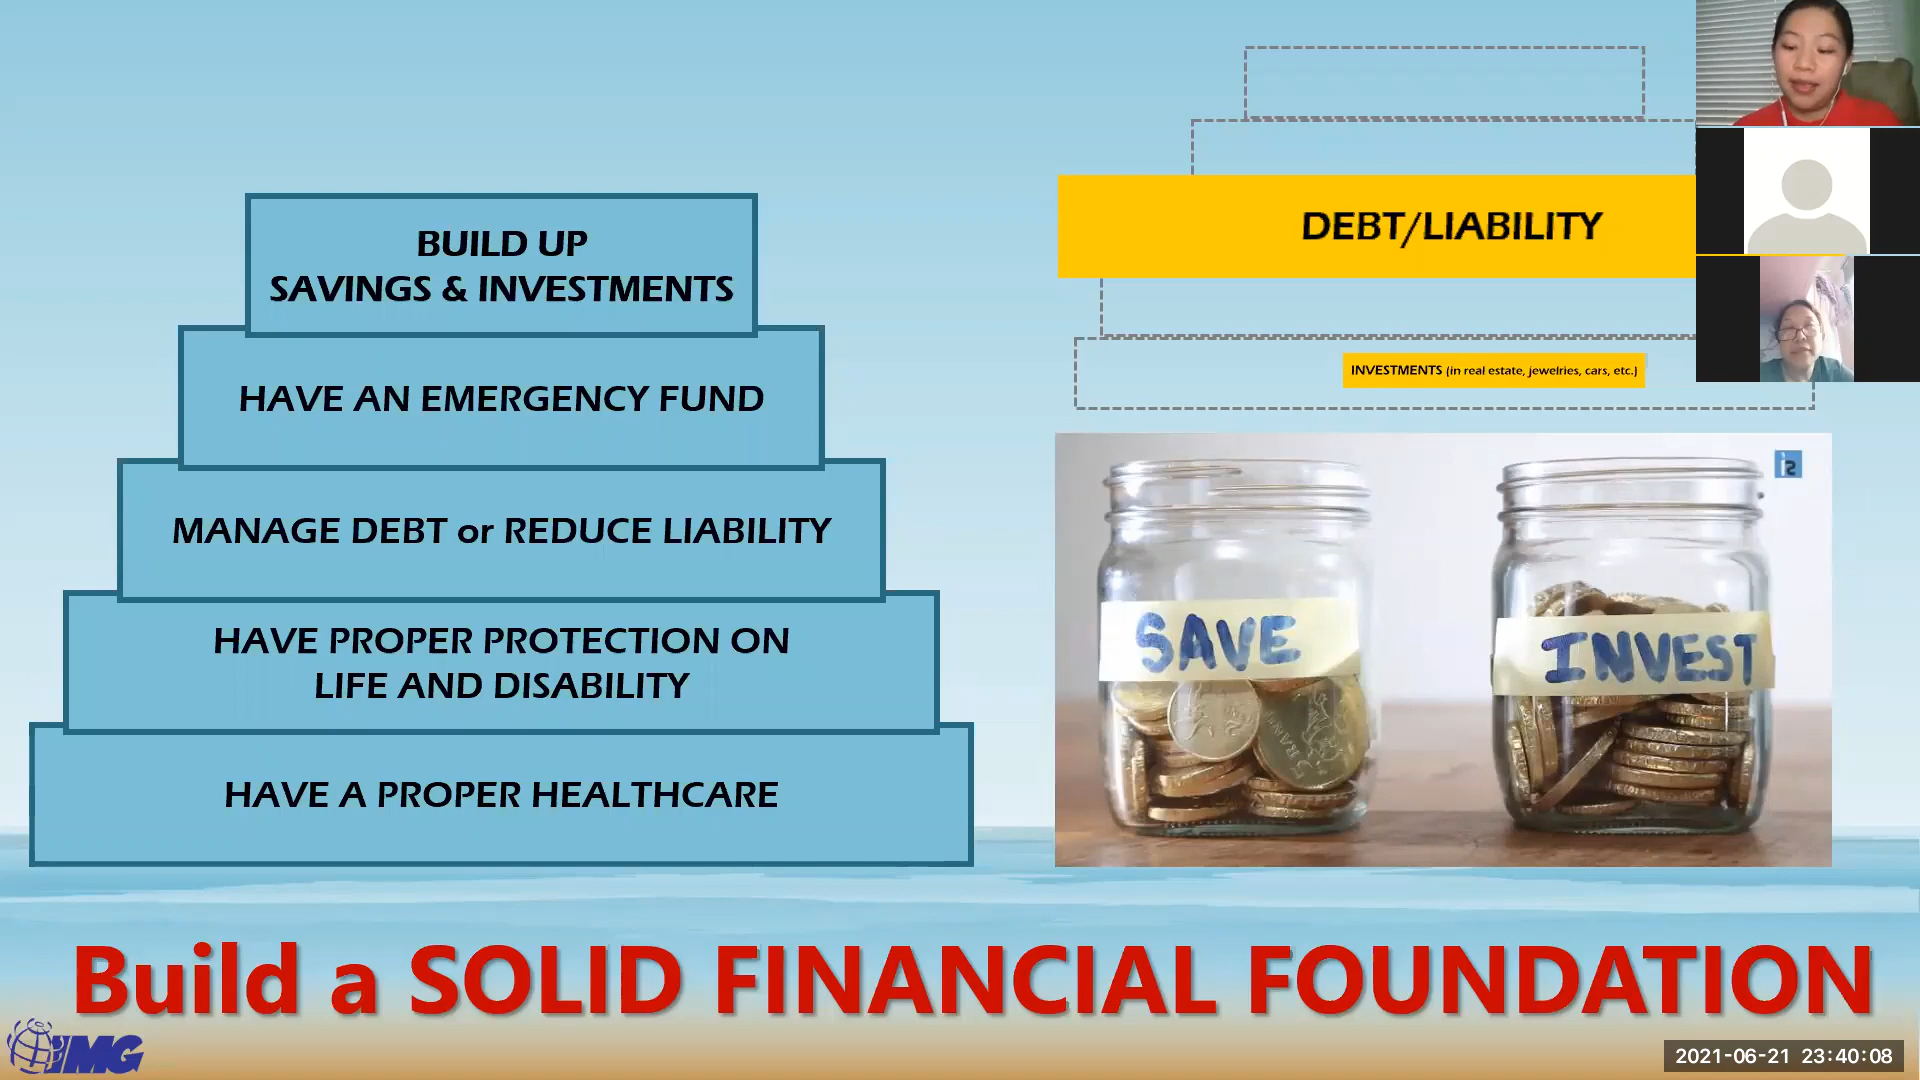 BUILD UP
SAVINGS & INVESTMENTS
HAVE AN EMERGENCY FUND
MANAGE DEBT or REDUCE LIABILITY
HAVE PROPER PROTECTION ON
LIFE AND DISABILITY
HAVE A PROPER HEALTHCARE
DEBT/LIABILITY
INVESTMENTS (in real estate, jewelries, cars, etc.)
SAVE
INVEST
Build a SOLID FINANCIAL FOUNDATION
IMG
2021-06-21 23:40:08